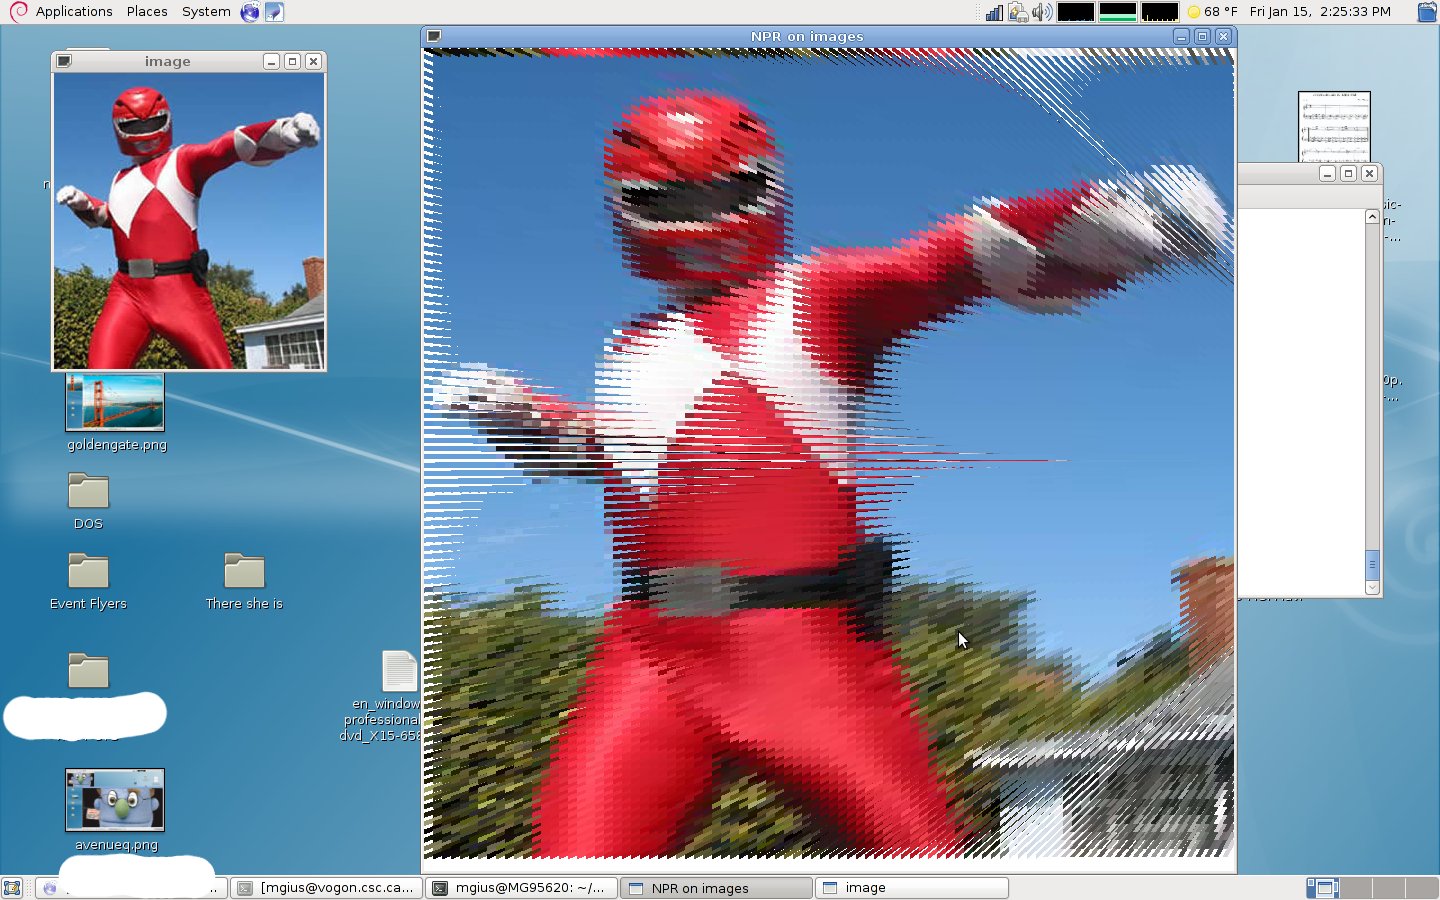 Applications Places System
68 °F Fri Jan 15, 2:25:33 PM
image
NPR on images
goldengate.png
DOS
Event Flyers
There she is
en_window
professional
dvd_X15-65
avenueq.png
[mgius@vogon.csc.ca...
mgius@MG95620: ~/...
NPR on images
image